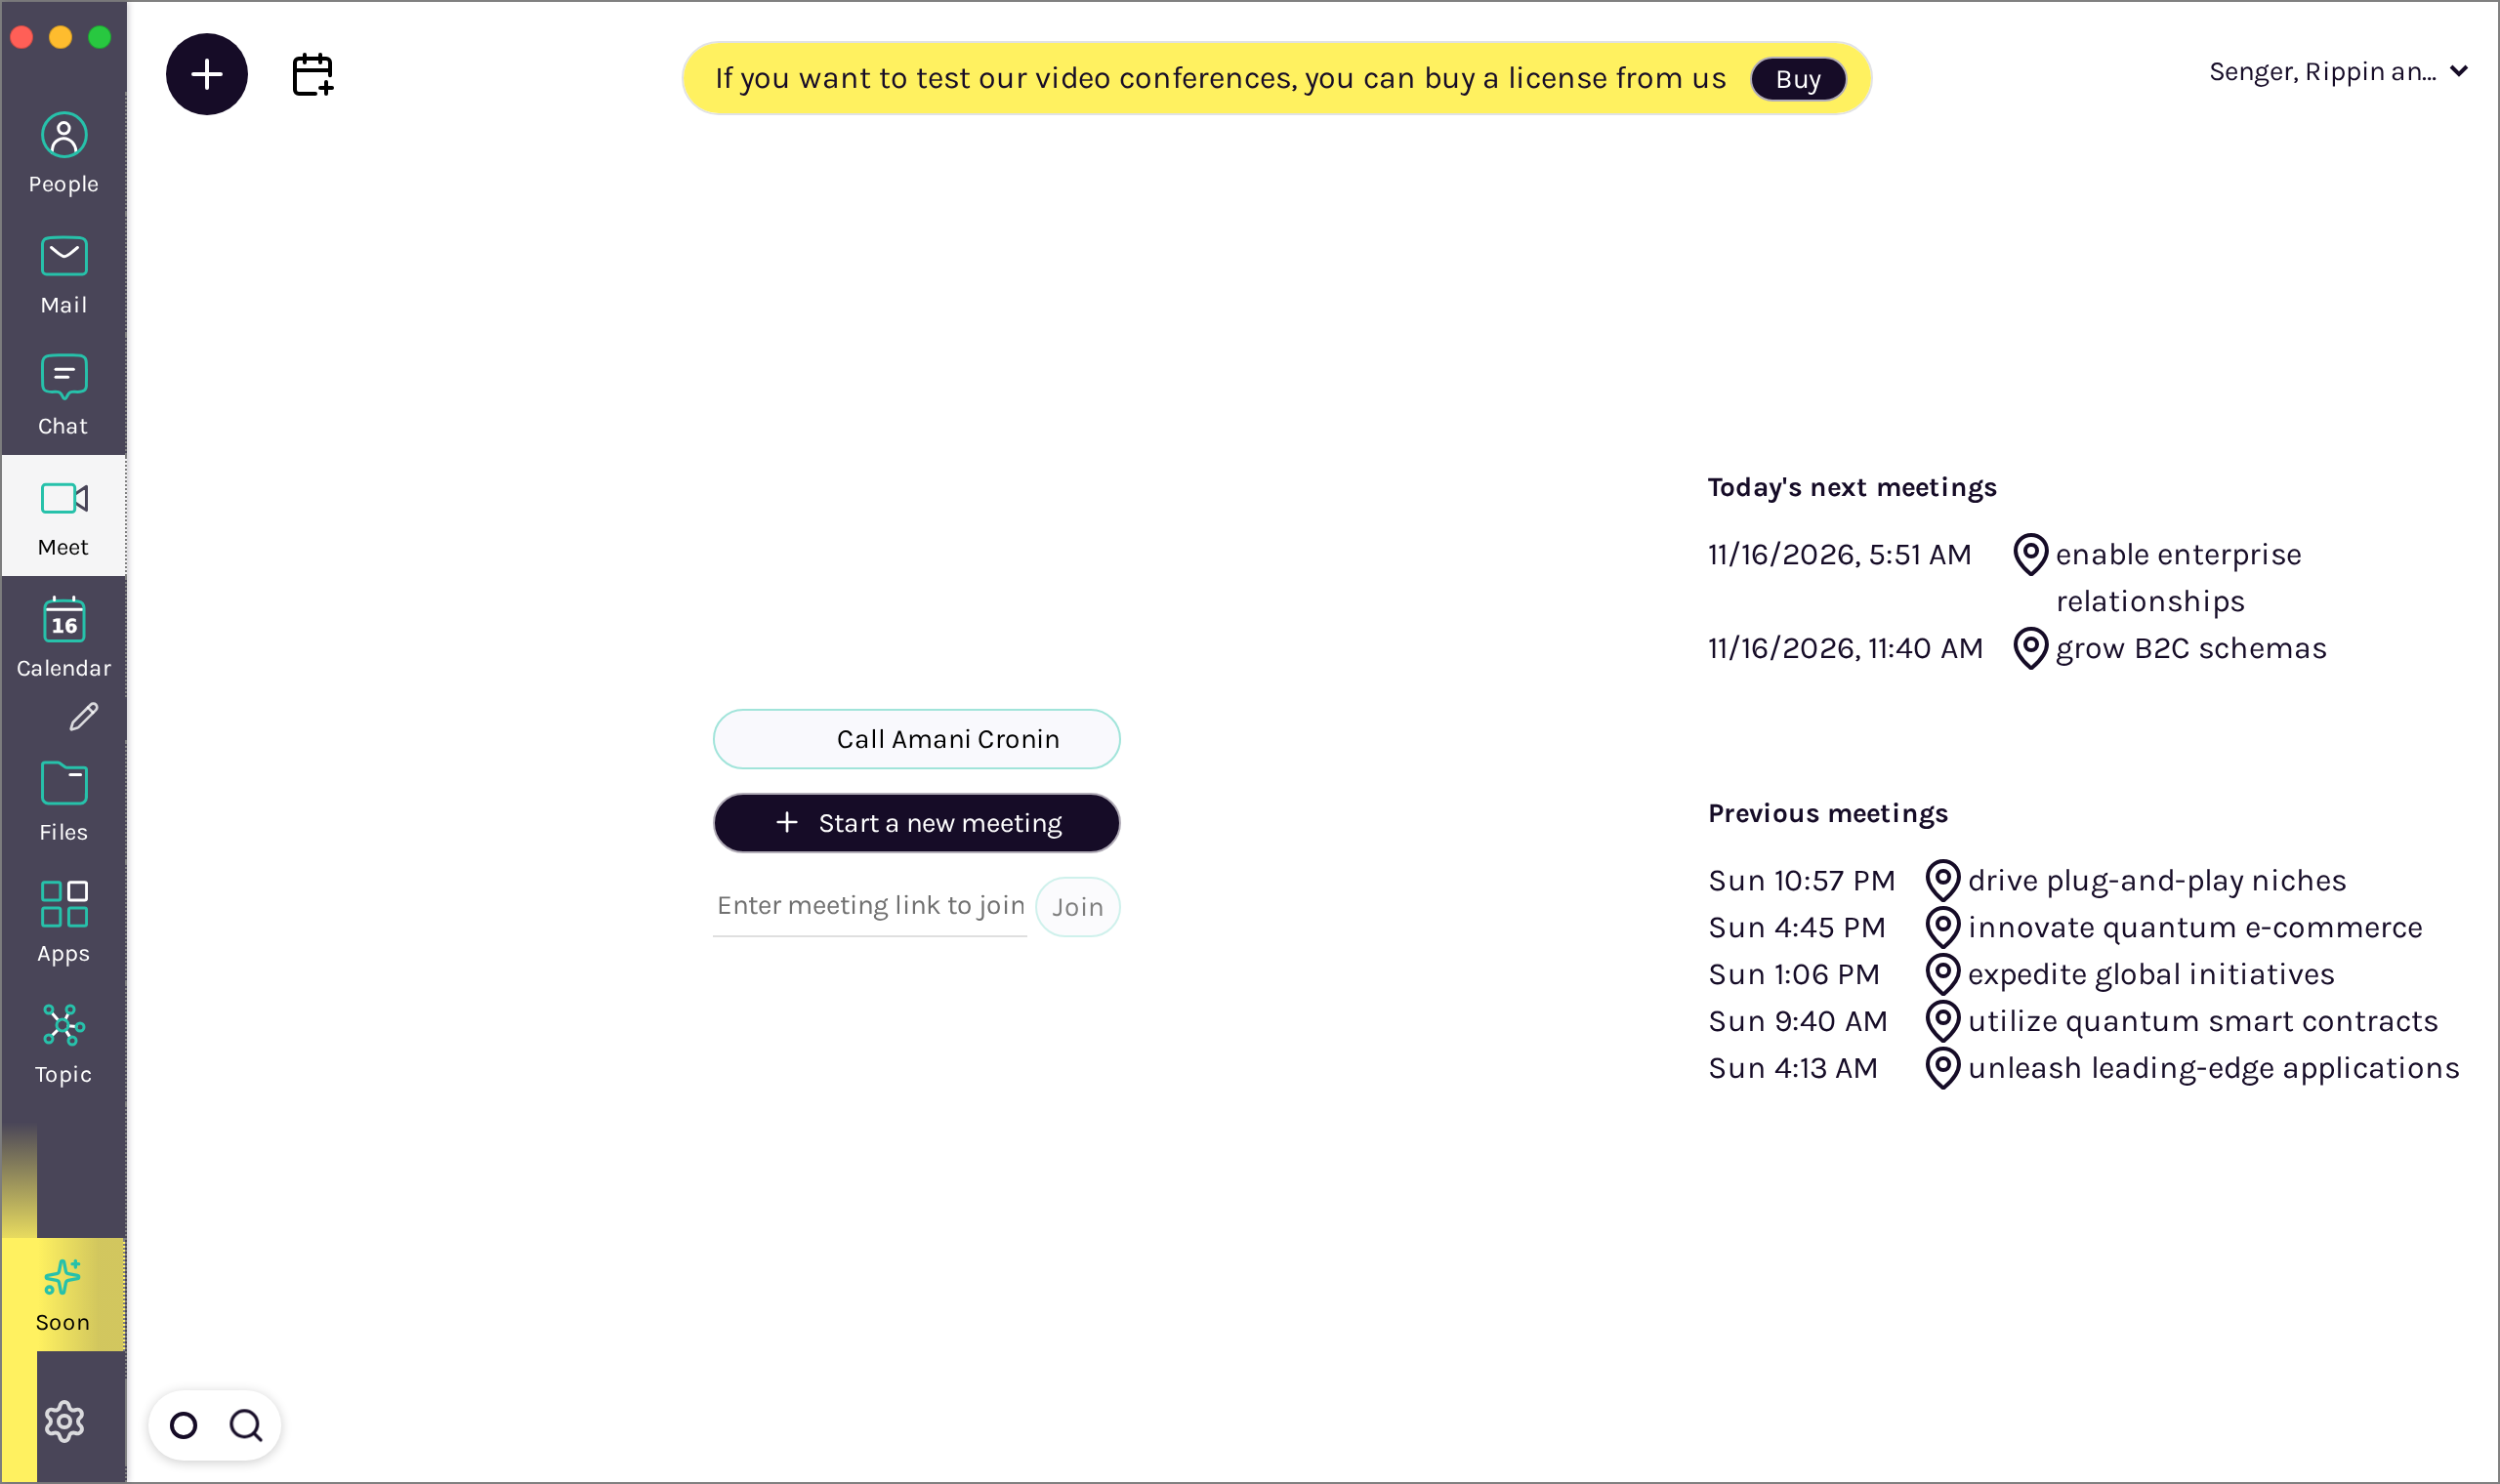 People
Mail
Chat
Meet
16
Calendar
Files
Apps
Topic
Soon
If you want to test our video conferences, you can buy a license from us
Buy
Senger, Rippin an...
Call Amani Cronin
Start a new meeting
Enter meeting link to join
Join
Today's next meetings
11/16/2026, 5:51 AM enable enterprise
relationships
11/16/2026, 11:40 AM grow B2C schemas
Previous meetings
Sun 10:57 PM drive plug-and-play niches
Sun 4:45 PM innovate quantum e-commerce
Sun 1:06 PM expedite global initiatives
Sun 9:40 AM utilize quantum smart contracts
Sun 4:13 AM unleash leading-edge applications